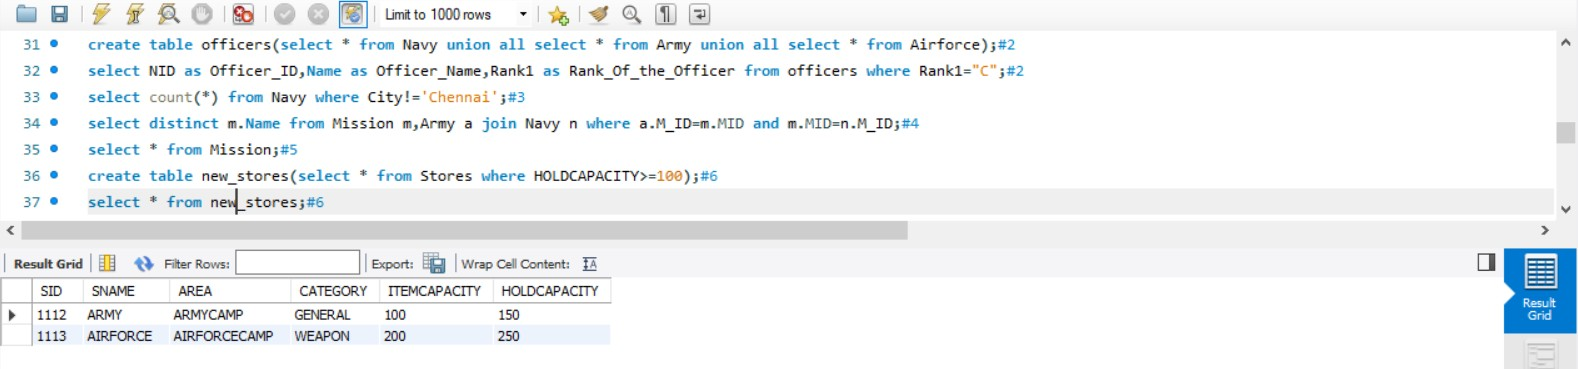 Limit to 1000 rows
31 create table officers(select * from Navy union all select * from Army union all select * from Airforce);#2
32 select NID as Officer_ID,Name as Officer_Name,Rank1 as Rank_Of_the_Officer from officers where Rank1="C";#2
33 select count(*) from Navy where City!='Chennai';#3
34 select distinct m.Name from Mission m,Army a join Navy n where a.M_ID=m.MID and m.MID=n.M_ID;#4
35 select * from Mission;#5
36 create table new_stores(select * from Stores where HOLDCAPACITY>=100);#6
37 select * from new_stores;#6
Result Grid Filter Rows: Export: Wrap Cell Content: IA
SID SNAME AREA CATEGORY ITEMCAPACITY HOLDCAPACITY
1112 ARMY ARMYCAMP GENERAL 100 150
1113 AIRFORCE AIRFORCECAMP WEAPON 200 250
Result
Grid